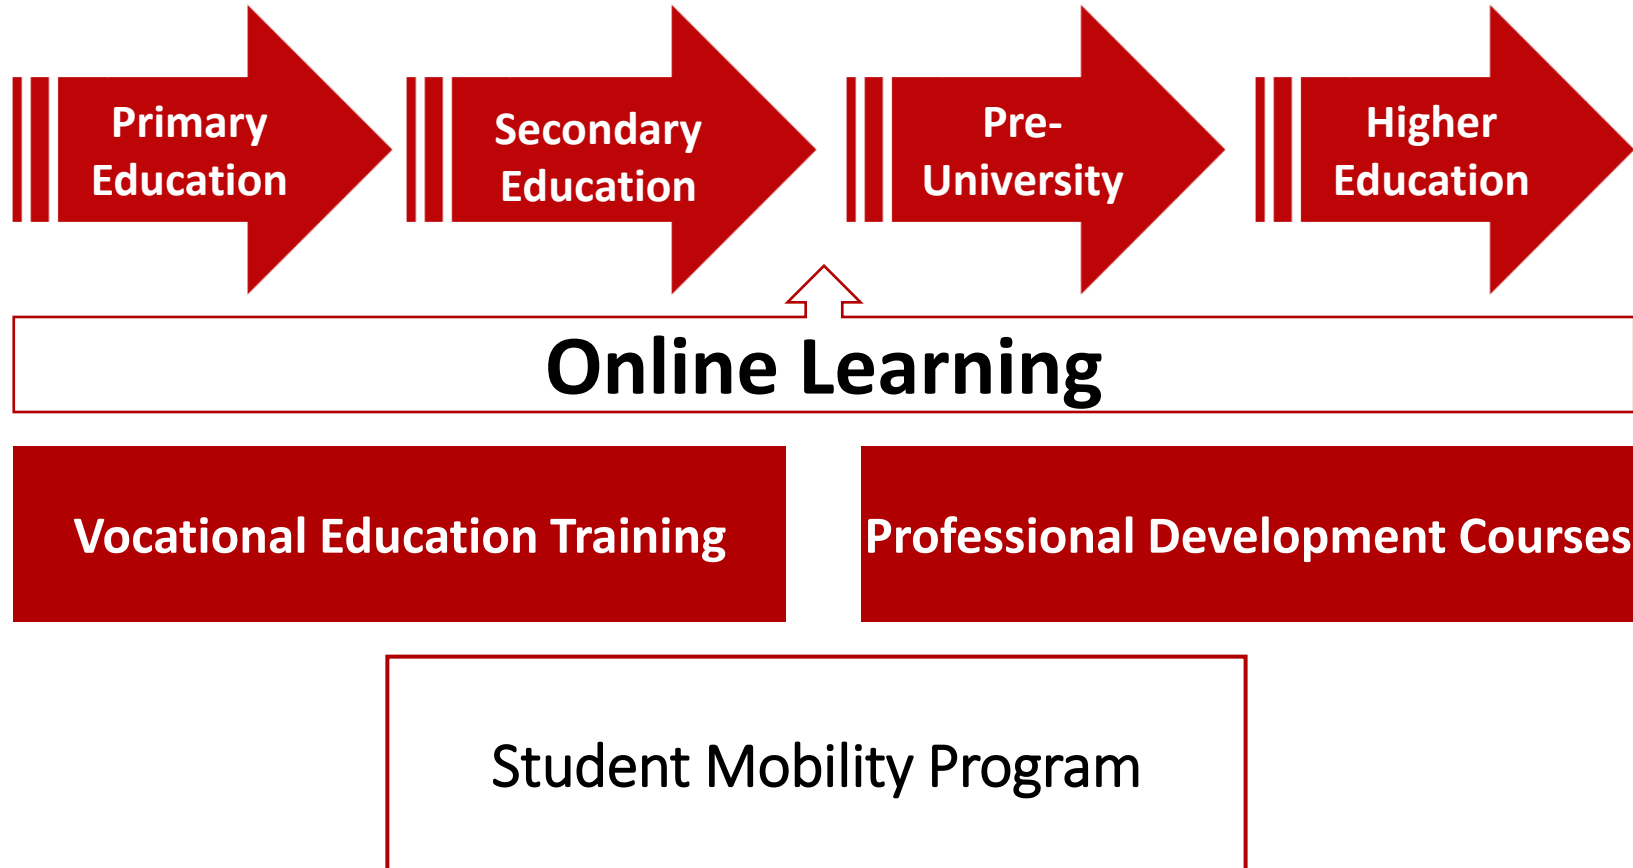 Primary
Education
Secondary
Education
Pre-
University
Higher
Education
Online Learning
Vocational Education Training
Professional Development Courses
Student Mobility Program